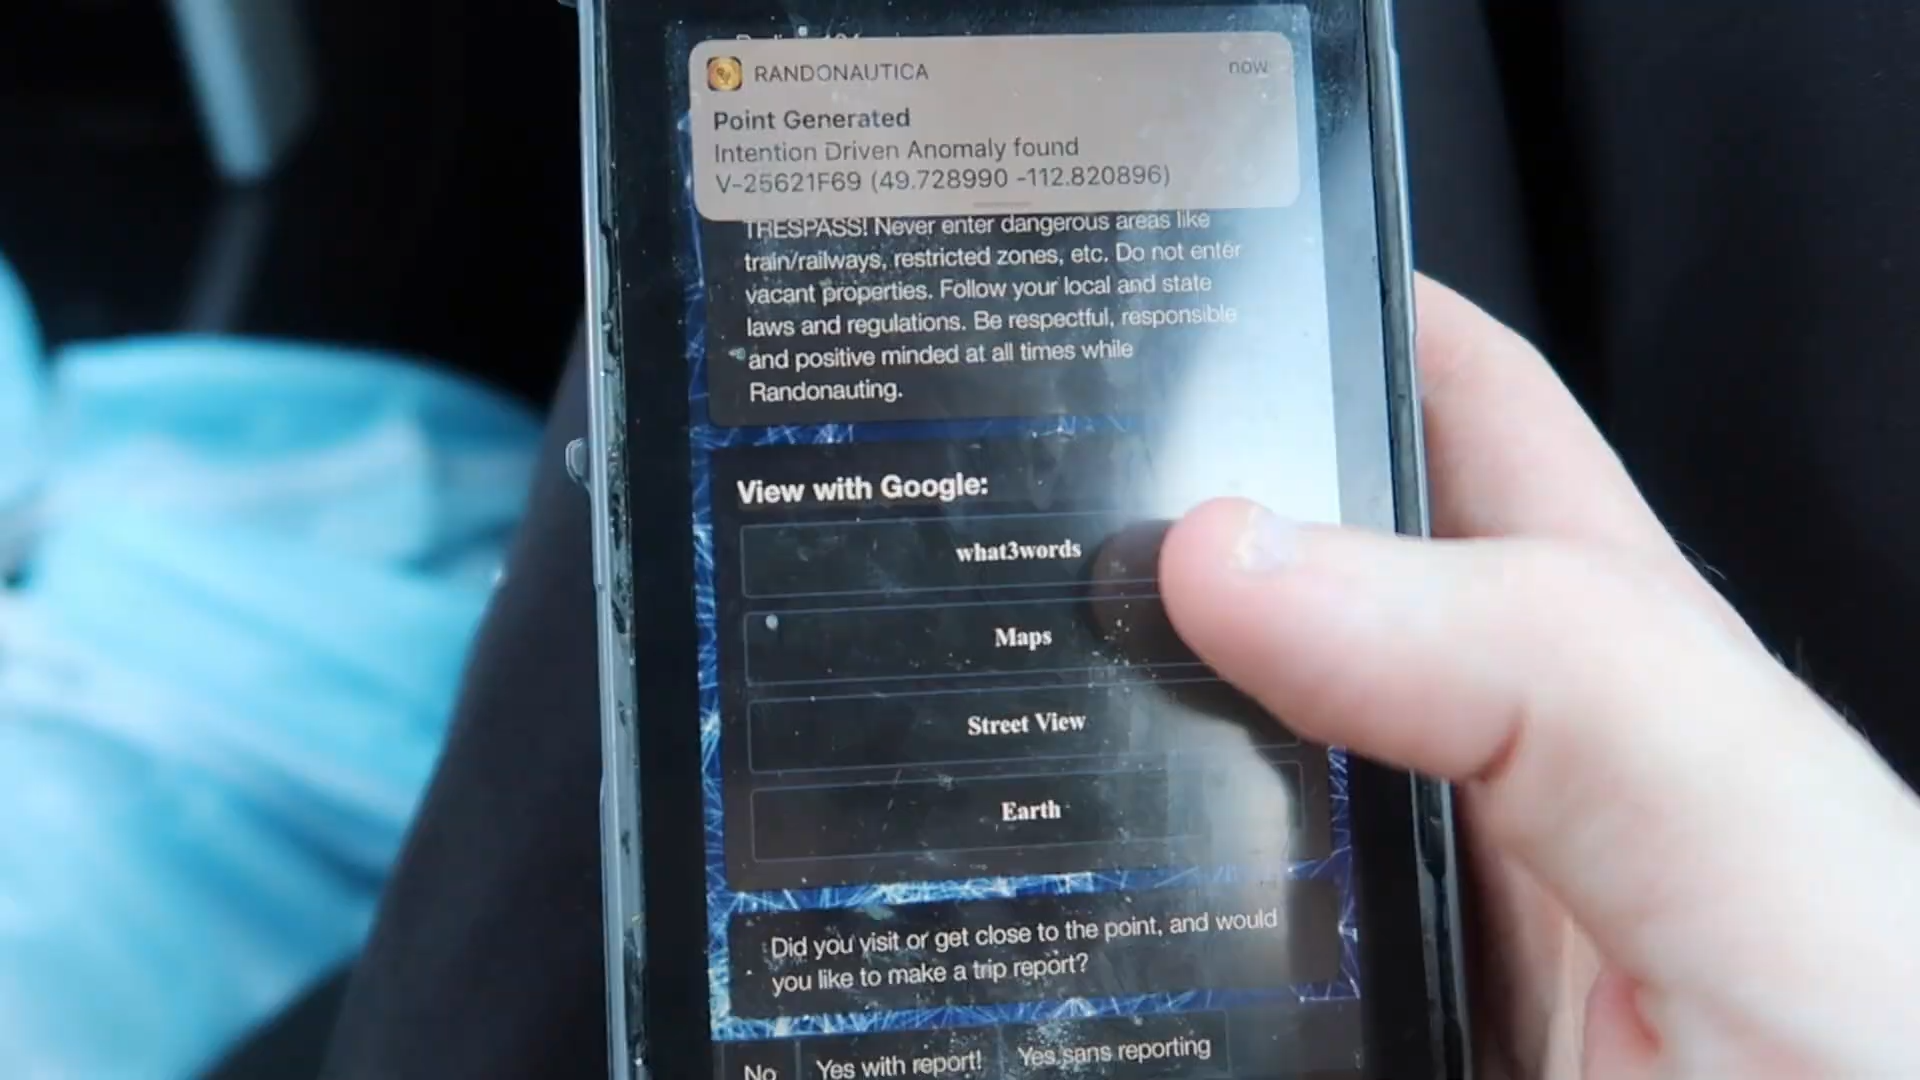 RANDONAUTICA
now
Point Generated
Intention Driven Anomaly found
V-25621F69 (49.728990 -112.820896)
TRESPASS! Never enter dangerous areas like
train/railways, restricted zones, etc. Do not enter
vacant properties. Follow your local and state
laws and regulations. Be respectful, responsible
and positive minded at all times while
Randonauting.
View with Google:
what3words
Maps
Street View
Earth
Did you visit or get close to the point, and would
you like to make a trip report?
No
Yes with report!
Yes sans reporting